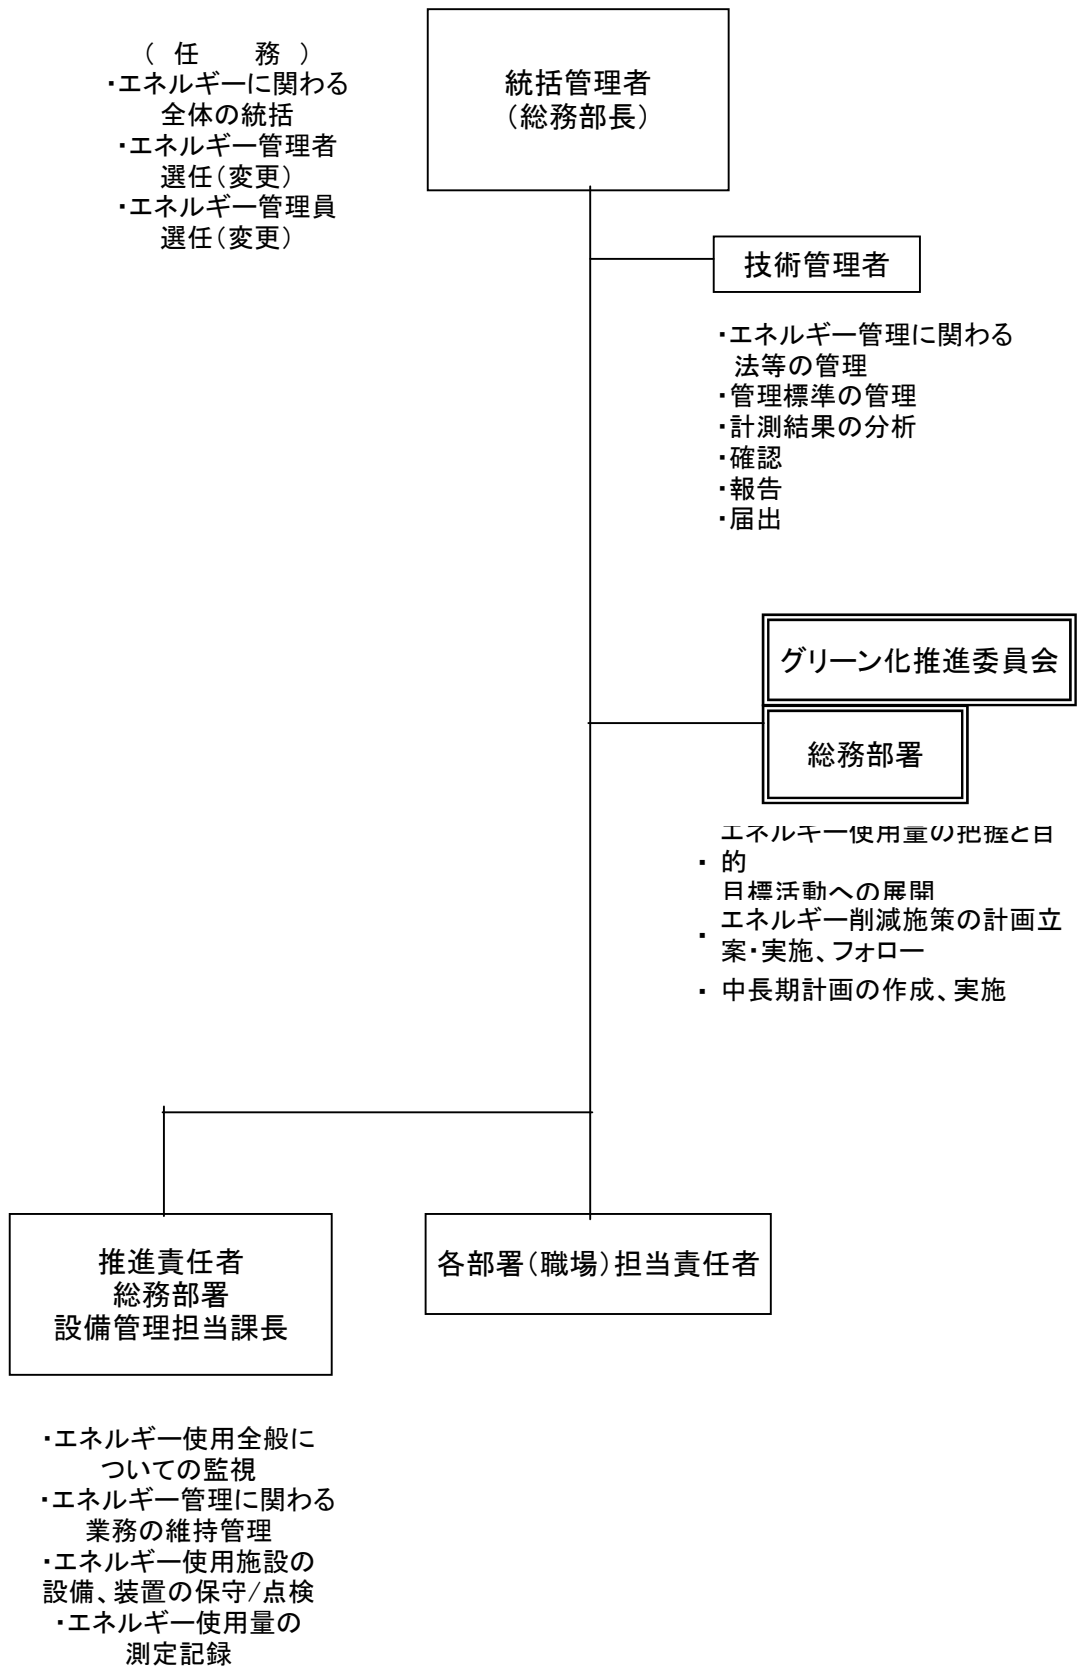 (任　　務)
・エネルギーに関わる
全体の統括
・エネルギー管理者
選任(変更)
・エネルギー管理員
選任(変更)
統括管理者
(総務部長)
技術管理者
・エネルギー管理に関わる
法等の管理
・管理標準の管理
・計測結果の分析
・確認
・報告
・届出
グリーン化推進委員会
総務部署
エネルギー使用量の把握と目
・的
目標活動への展開
・エネルギー削減施策の計画立
案・実施、フォロー
・中長期計画の作成、実施
推進責任者
総務部署
設備管理担当課長
各部署(職場)担当責任者
・エネルギー使用全般に
ついての監視
・エネルギー管理に関わる
業務の維持管理
・エネルギー使用施設の
設備、装置の保守/点検
・エネルギー使用量の
測定記録